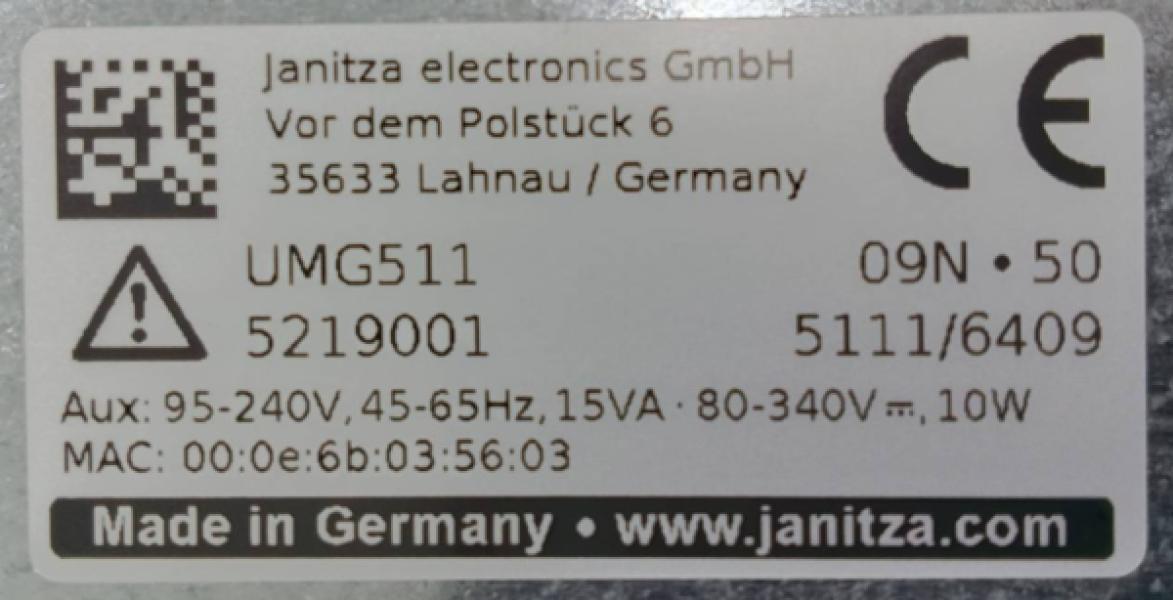 Janitza electronics GmbH
Vor dem Polstück 6
35633 Lahnau / Germany
CE
UMG511 09N • 50
5219001 5111/6409
Aux: 95-240V, 45-65Hz, 15VA · 80-340V⎓, 10W
MAC: 00:0e:6b:03:56:03
Made in Germany • www.janitza.com